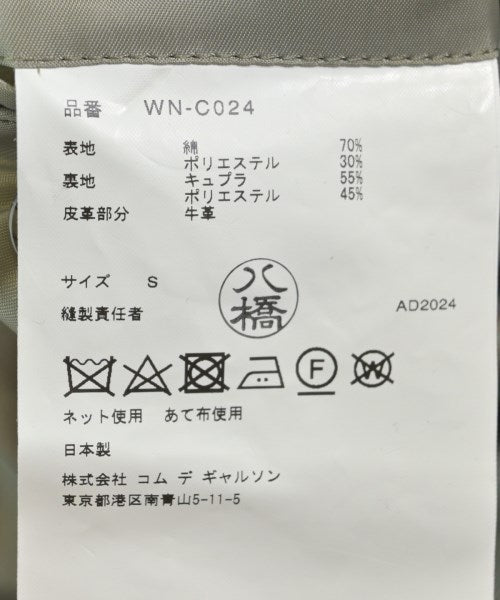 品番 WN-C024
表地 綿 70%
ポリエステル 30%
裏地 キュプラ 55%
ポリエステル 45%
皮革部分 牛革
サイズ S
縫製責任者 八橋 AD2024
F W
ネット使用 あて布使用
日本製
株式会社 コム デ ギャルソン
東京都港区南青山5-11-5